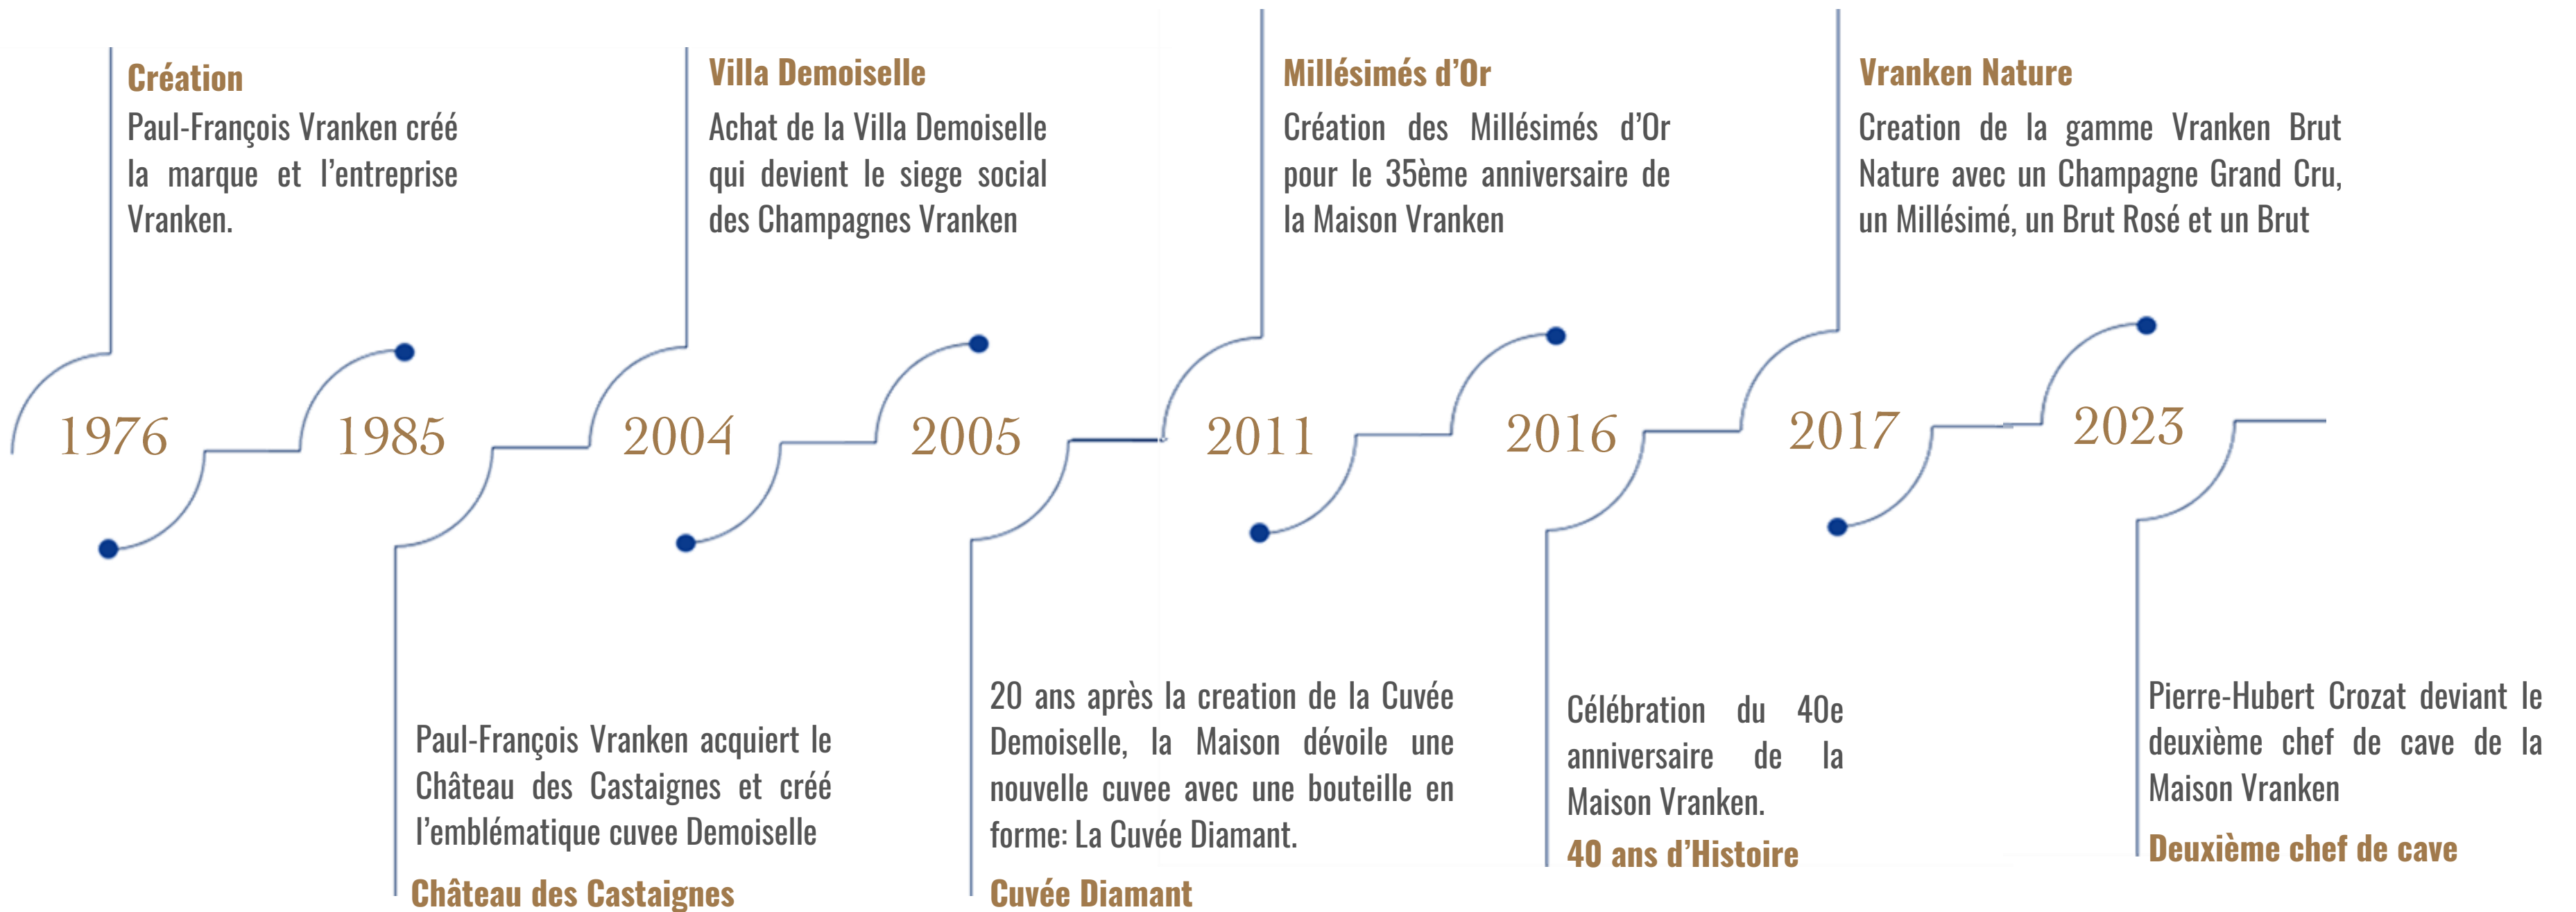 Création
Paul-François Vranken créé
la marque et l’entreprise
Vranken.
Villa Demoiselle
Achat de la Villa Demoiselle
qui devient le siege social
des Champagnes Vranken
Millésimés d’Or
Création des Millésimés d’Or
pour le 35ème anniversaire de
la Maison Vranken
Vranken Nature
Creation de la gamme Vranken Brut
Nature avec un Champagne Grand Cru,
un Millésimé, un Brut Rosé et un Brut
1976
1985
2004
2005
2011
2016
2017
2023
Paul-François Vranken acquiert le
Château des Castaignes et créé
l’emblématique cuvee Demoiselle
Château des Castaignes
20 ans après la creation de la Cuvée
Demoiselle, la Maison dévoile une
nouvelle cuvee avec une bouteille en
forme: La Cuvée Diamant.
Cuvée Diamant
Célébration du 40e
anniversaire de la
Maison Vranken.
40 ans d’Histoire
Pierre-Hubert Crozat deviant le
deuxième chef de cave de la
Maison Vranken
Deuxième chef de cave